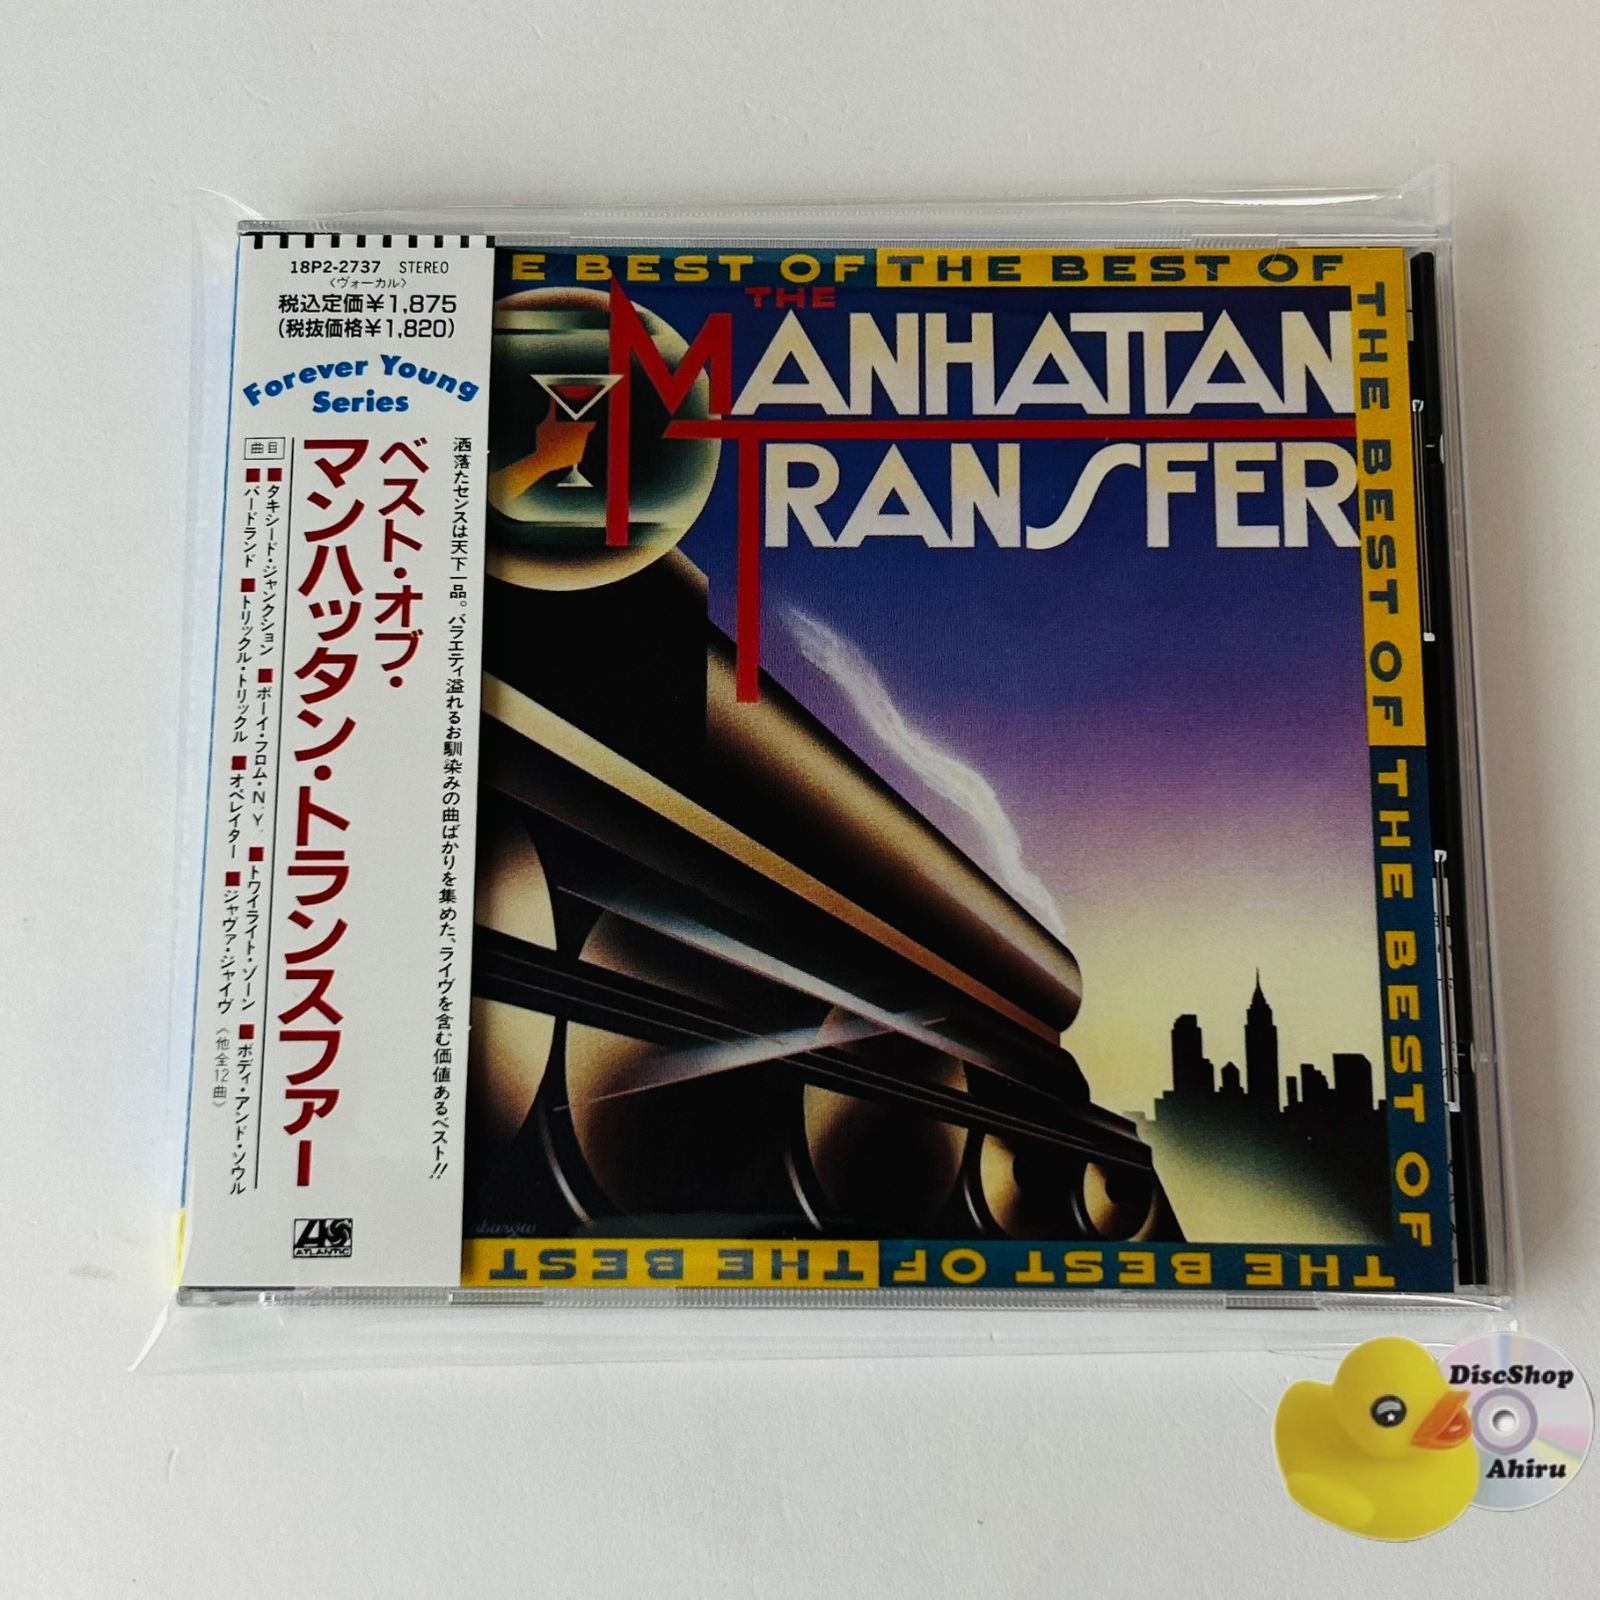 18P2-2737 STEREO
〈ヴォーカル〉
税込定価¥1,875
(税抜価格¥1,820)
Forever Young
Series
洒落たセンスは天下一品。バラエティ溢れるお馴染みの曲ばかりを集めた、ライヴを含む価値あるベスト!!
ベスト・オブ・
マンハッタン・トランスファー
曲目
■タキシード・ジャンクション ■ボーイ・フロム・N.Y. ■トワイライト・ゾーン ■ボディ・アンド・ソウル
■バードランド ■トリックル・トリックル ■オペレイター ■ジャヴァ・ジャイヴ 〈他全12曲〉
ATLANTIC
E BEST OF THE BEST OF
THE BEST OF THE BEST OF
THE BEST OF THE BEST
THE
MANHATTAN
TRANSFER
DiscShop
Ahiru